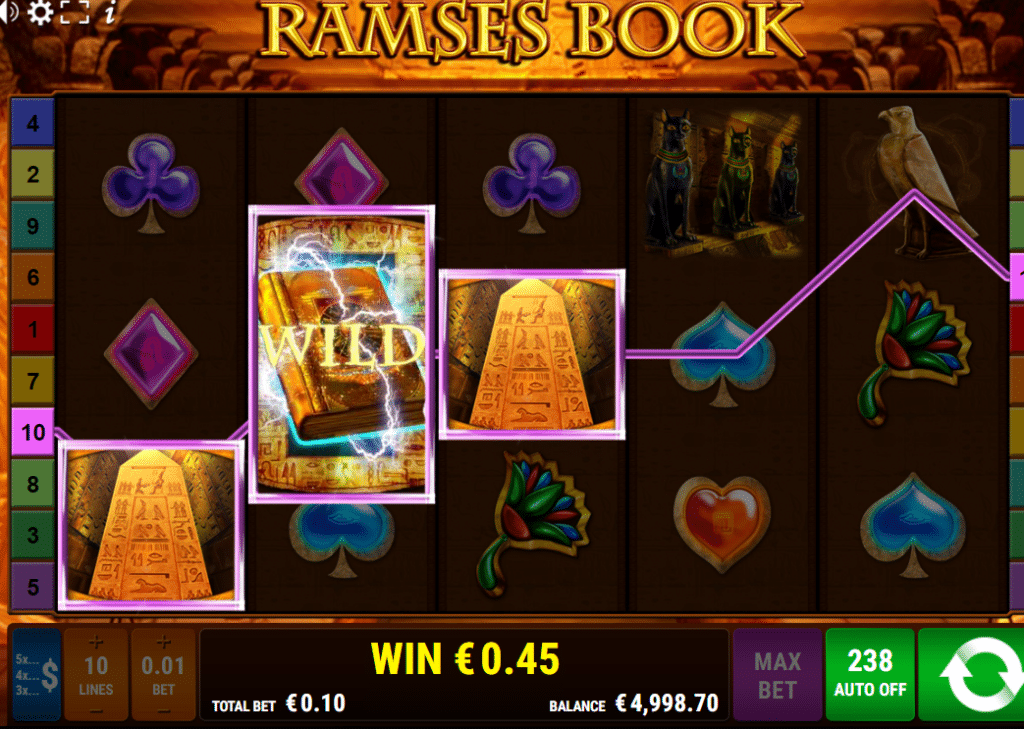 i
RAMSES BOOK
4
2
9
6
1
7
10
8
3
5
WILD
5x...
4x...
3x...
$
+
10
LINES
−
+
0.01
BET
−
WIN €0.45
TOTAL BET €0.10
BALANCE €4,998.70
MAX
BET
238
AUTO OFF